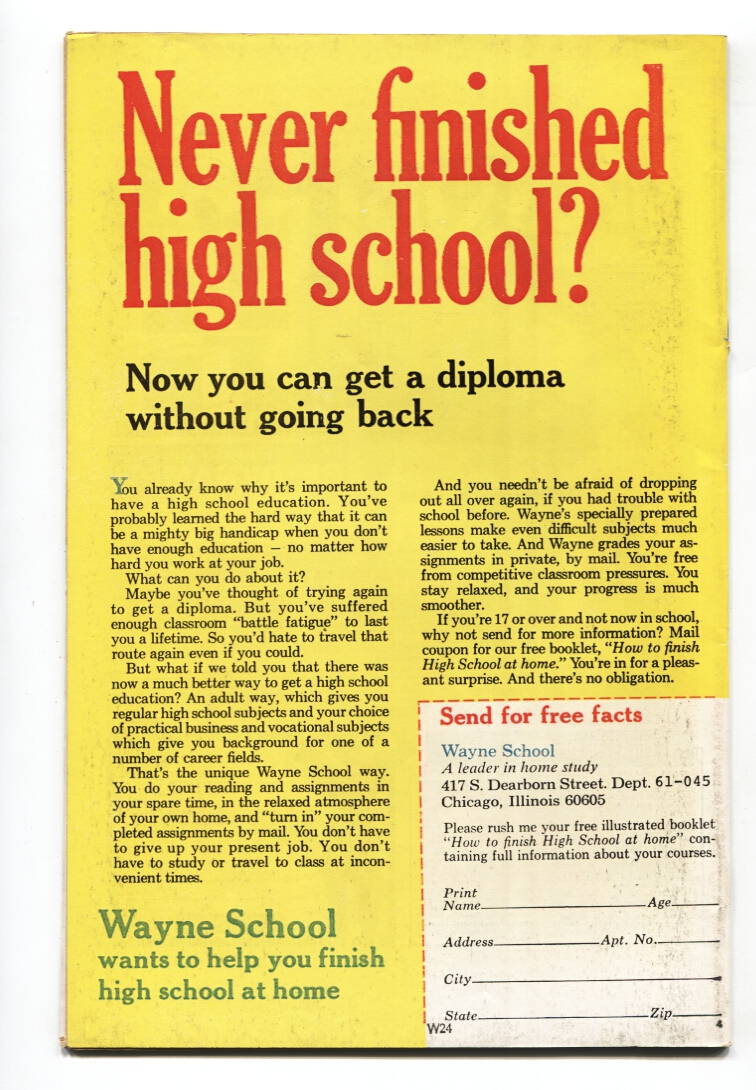 Never finished
high school?
Now you can get a diploma
without going back
You already know why it's important to
have a high school education. You've
probably learned the hard way that it can
be a mighty big handicap when you don't
have enough education — no matter how
hard you work at your job.
What can you do about it?
Maybe you've thought of trying again
to get a diploma. But you've suffered
enough classroom "battle fatigue" to last
you a lifetime. So you'd hate to travel that
route again even if you could.
But what if we told you that there was
now a much better way to get a high school
education? An adult way, which gives you
regular high school subjects and your choice
of practical business and vocational subjects
which give you background for one of a
number of career fields.
That's the unique Wayne School way.
You do your reading and assignments in
your spare time, in the relaxed atmosphere
of your own home, and "turn in" your com-
pleted assignments by mail. You don't have
to give up your present job. You don't
have to study or travel to class at incon-
venient times.
Wayne School
wants to help you finish
high school at home
And you needn't be afraid of dropping
out all over again, if you had trouble with
school before. Wayne's specially prepared
lessons make even difficult subjects much
easier to take. And Wayne grades your as-
signments in private, by mail. You're free
from competitive classroom pressures. You
stay relaxed, and your progress is much
smoother.
If you're 17 or over and not now in school,
why not send for more information? Mail
coupon for our free booklet, "How to finish
High School at home." You're in for a pleas-
ant surprise. And there's no obligation.
Send for free facts
Wayne School
A leader in home study
417 S. Dearborn Street. Dept. 61-045
Chicago, Illinois 60605
Please rush me your free illustrated booklet
"How to finish High School at home" con-
taining full information about your courses.
Print
Name Age
Address Apt. No.
City
State Zip
W24 4